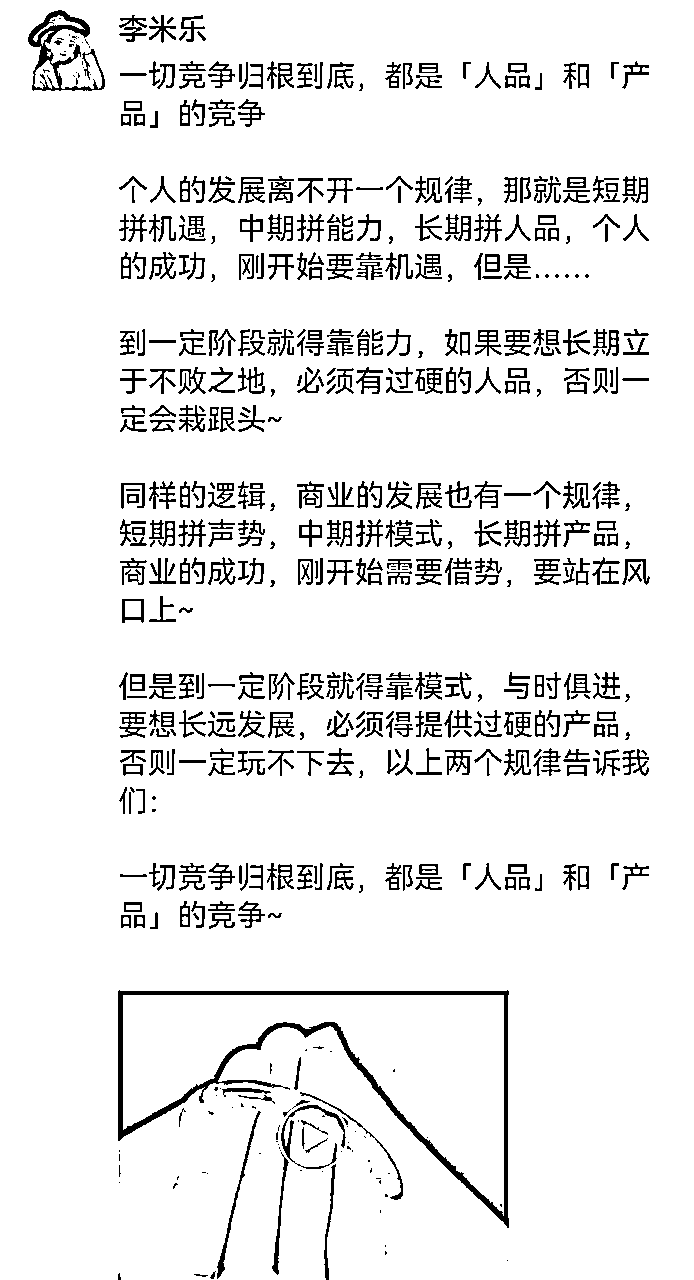 李米乐
一切竞争归根到底，都是「人品」和「产
品」的竞争
个人的发展离不开一个规律，那就是短期
拼机遇，中期拼能力，长期拼人品，个人
的成功，刚开始要靠机遇，但是……
到一定阶段就得靠能力，如果要想长期立
于不败之地，必须有过硬的人品，否则一
定会栽跟头~
同样的逻辑，商业的发展也有一个规律，
短期拼声势，中期拼模式，长期拼产品，
商业的成功，刚开始需要借势，要站在风
口上~
但是到一定阶段就得靠模式，与时俱进，
要想长远发展，必须得提供过硬的产品，
否则一定玩不下去，以上两个规律告诉我
们：
一切竞争归根到底，都是「人品」和「产
品」的竞争~